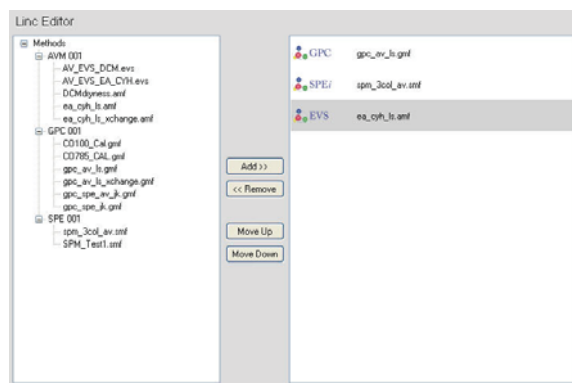 Linc Editor
Methods
AVM 001
AV_EVS_DCM.evs
AV_EVS_EA_CYH.evs
DCMdryness.amf
ea_cyh_ls.amf
ea_cyh_ls_xchange.amf
GPC 001
CO100_Cal.gmf
CO785_CAL.gmf
gpc_av_ls.gmf
gpc_av_ls_xchange.gmf
gpc_spe_av_jk.gmf
gpc_spe_jk.gmf
SPE 001
spm_3col_av.smf
SPM_Test1.smf
Add >>
<< Remove
Move Up
Move Down
GPC gpc_av_ls.gmf
SPE/ spm_3col_av.smf
EVS ea_cyh_ls.amf